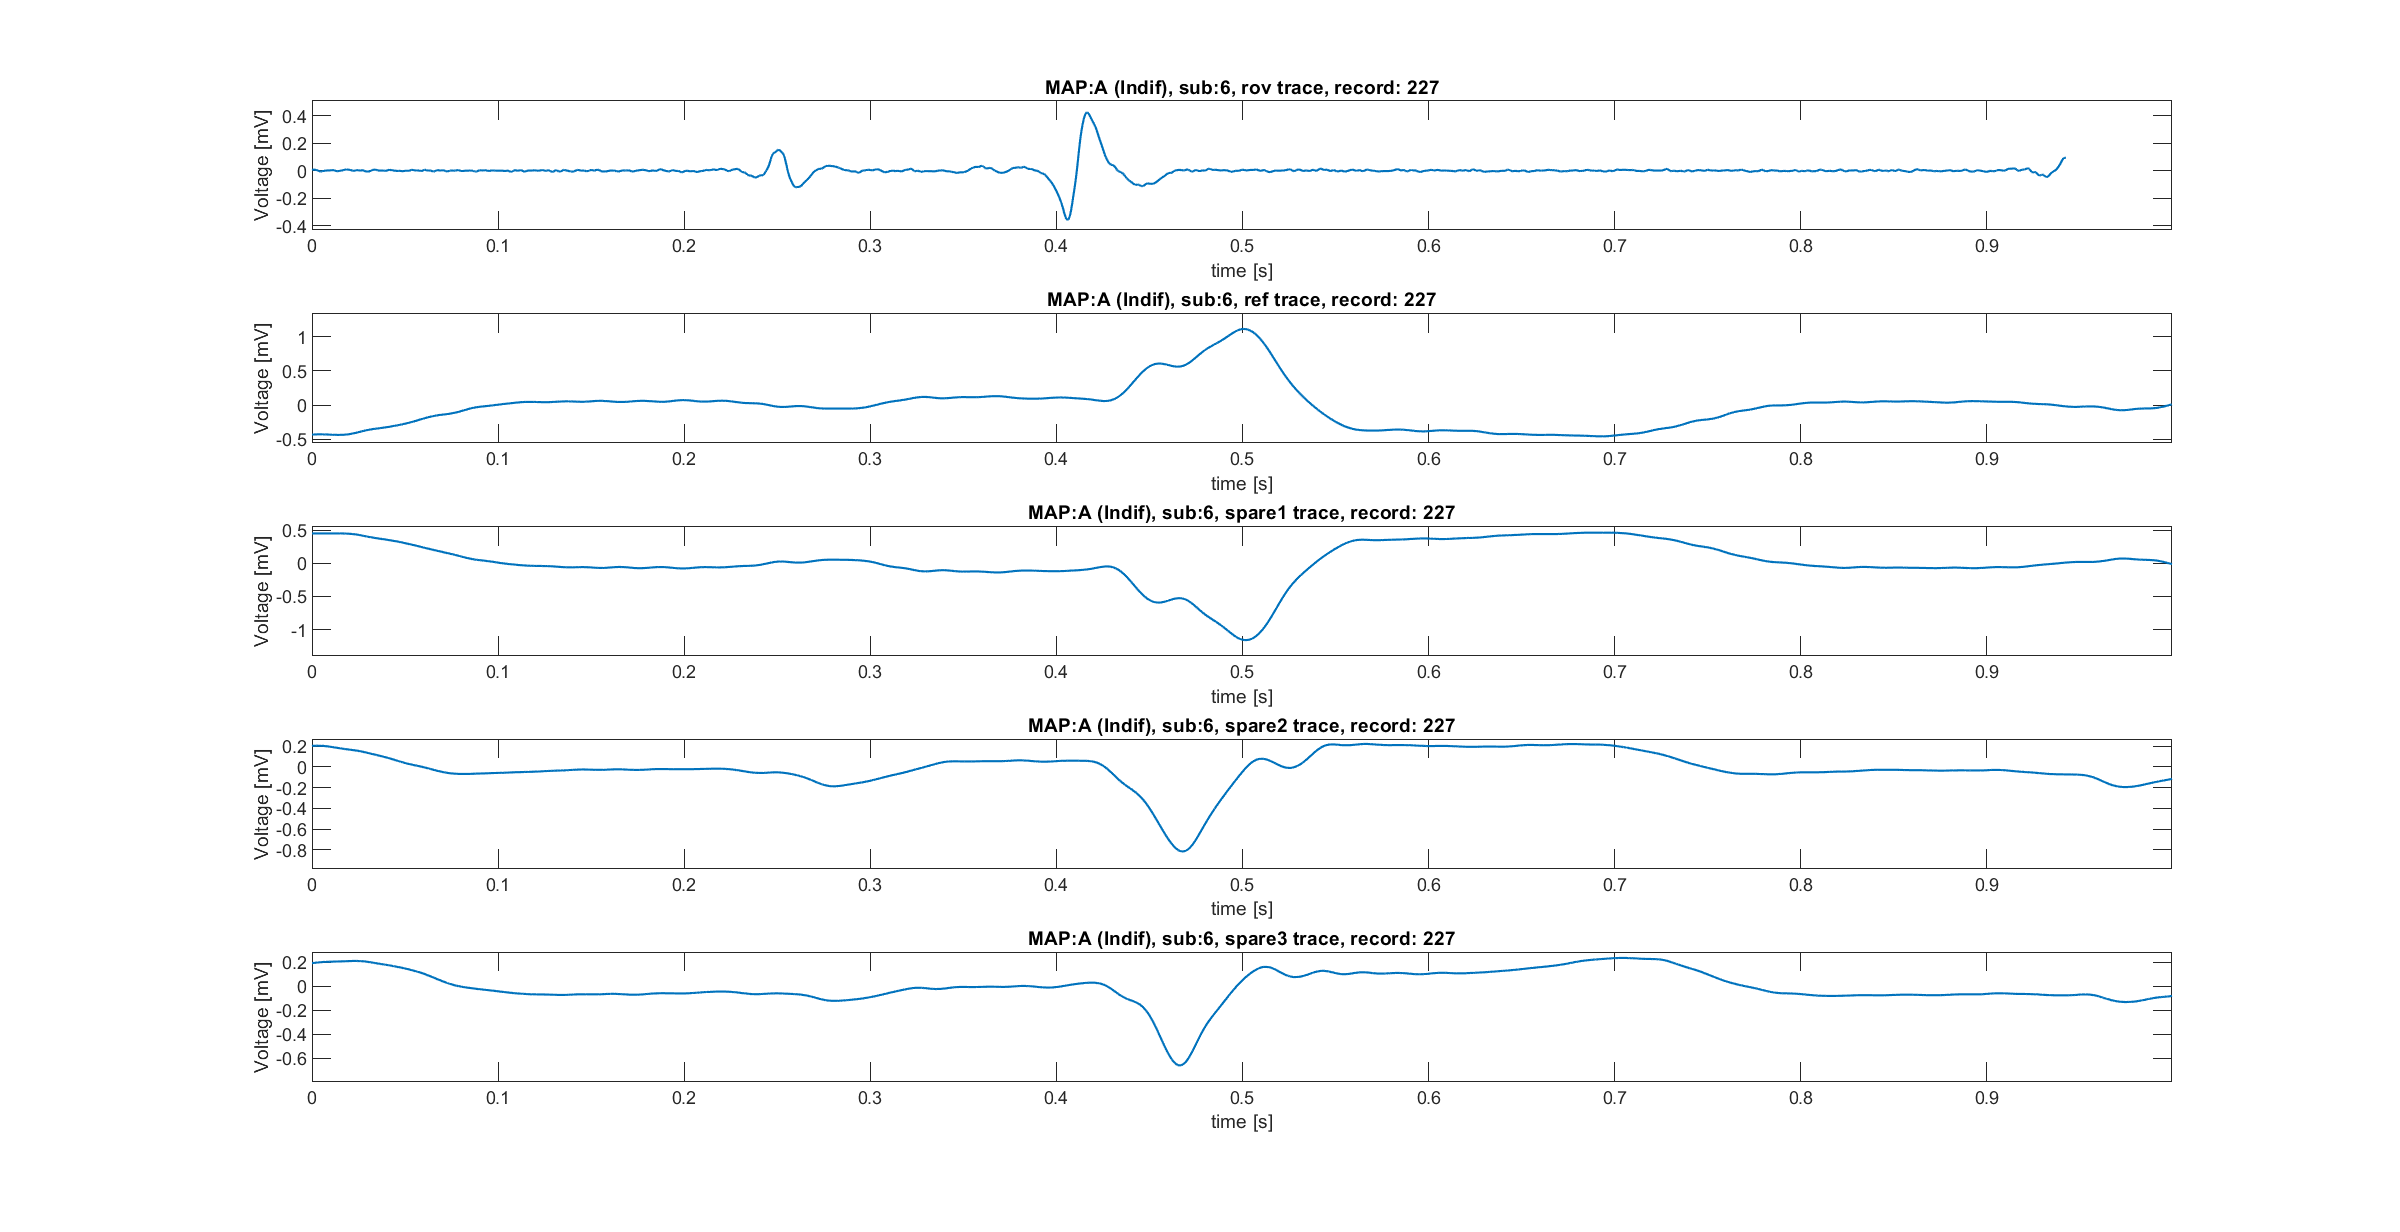 MAP:A (Indif), sub:6, rov trace, record: 227
Voltage [mV]
0.4
0.2
0
-0.2
-0.4
0 0.1 0.2 0.3 0.4 0.5 0.6 0.7 0.8 0.9
time [s]
MAP:A (Indif), sub:6, ref trace, record: 227
Voltage [mV]
1
0.5
0
-0.5
0 0.1 0.2 0.3 0.4 0.5 0.6 0.7 0.8 0.9
time [s]
MAP:A (Indif), sub:6, spare1 trace, record: 227
Voltage [mV]
0.5
0
-0.5
-1
0 0.1 0.2 0.3 0.4 0.5 0.6 0.7 0.8 0.9
time [s]
MAP:A (Indif), sub:6, spare2 trace, record: 227
Voltage [mV]
0.2
0
-0.2
-0.4
-0.6
-0.8
0 0.1 0.2 0.3 0.4 0.5 0.6 0.7 0.8 0.9
time [s]
MAP:A (Indif), sub:6, spare3 trace, record: 227
Voltage [mV]
0.2
0
-0.2
-0.4
-0.6
0 0.1 0.2 0.3 0.4 0.5 0.6 0.7 0.8 0.9
time [s]